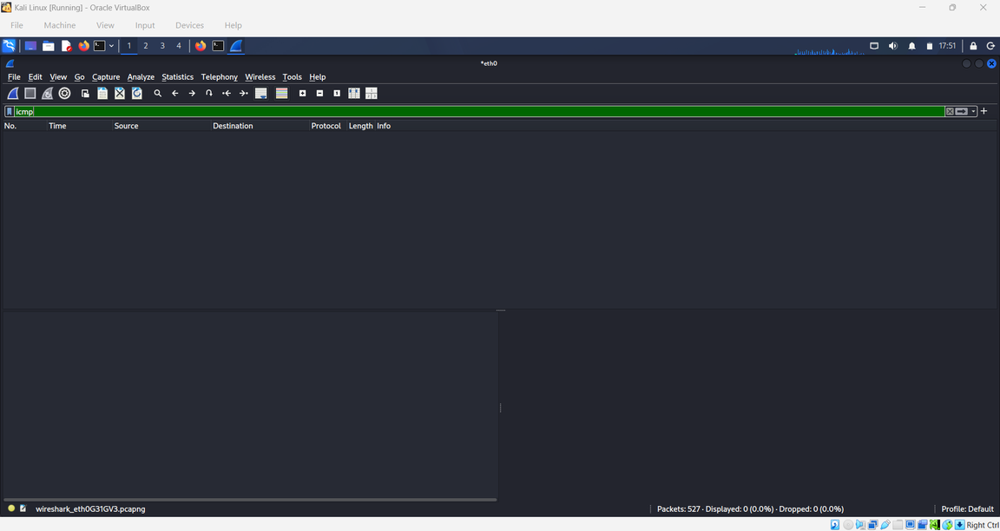 Kali Linux [Running] - Oracle VirtualBox
File Machine View Input Devices Help
1 2 3 4 17:51
*eth0
File Edit View Go Capture Analyze Statistics Telephony Wireless Tools Help
icmp
No. Time Source Destination Protocol Length Info
wireshark_eth0G31GV3.pcapng Packets: 527 · Displayed: 0 (0.0%) · Dropped: 0 (0.0%) Profile: Default
Right Ctrl